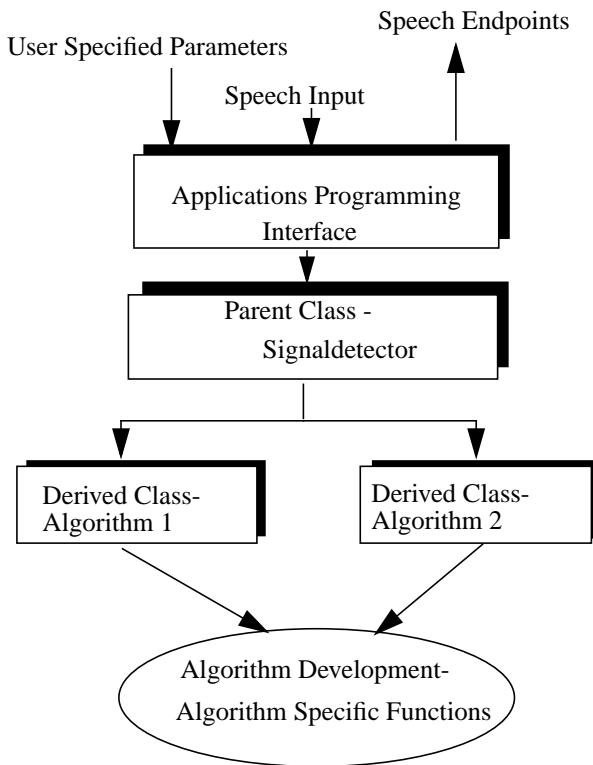 Speech Endpoints
User Specified Parameters
Speech Input
Applications Programming
Interface
Parent Class -
Signaldetector
Derived Class-
Algorithm 1
Derived Class-
Algorithm 2
Algorithm Development-
Algorithm Specific Functions